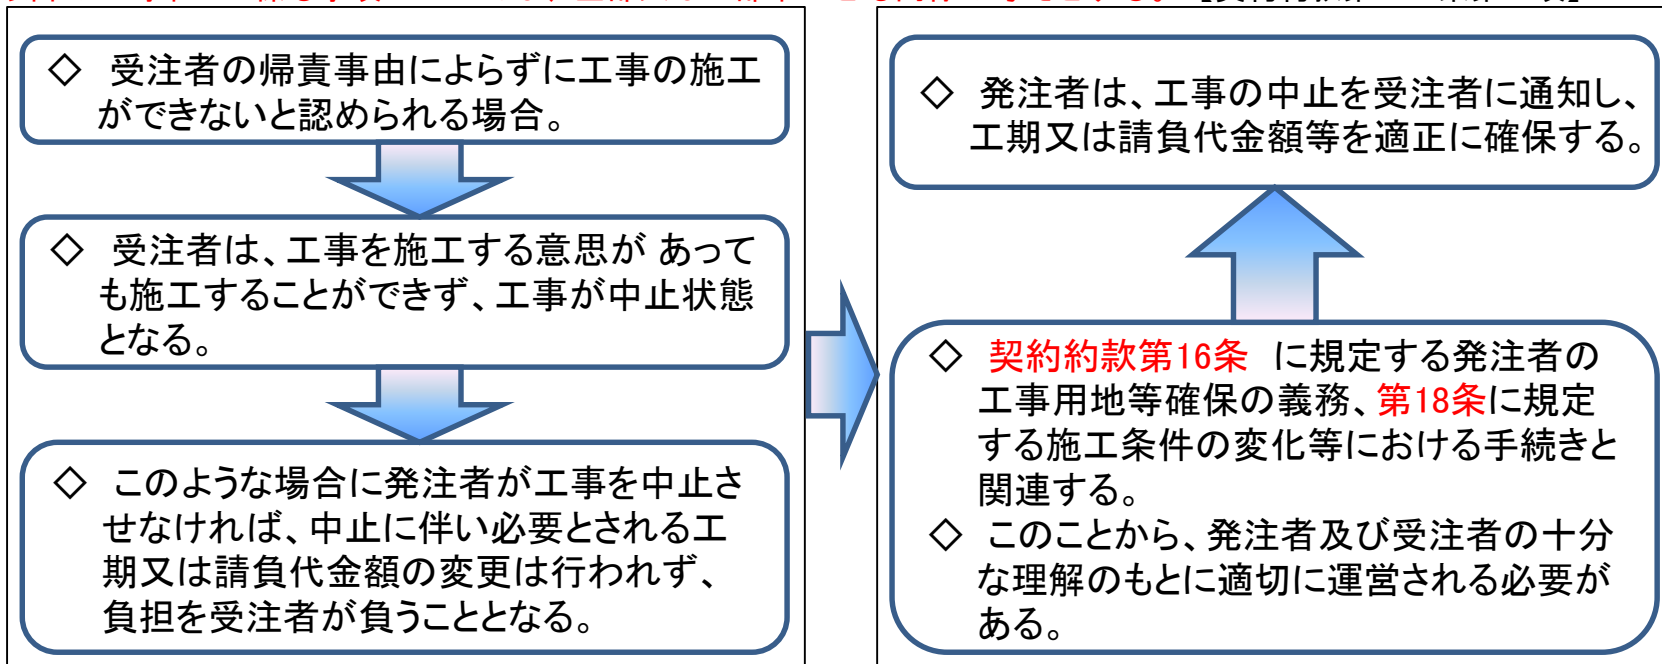 ◇ 受注者の帰責事由によらずに工事の施工
ができないと認められる場合。
◇ 受注者は、工事を施工する意思が あって
も施工することができず、工事が中止状態
となる。
◇ このような場合に発注者が工事を中止さ
せなければ、中止に伴い必要とされる工
期又は請負代金額の変更は行われず、
負担を受注者が負うこととなる。
◇ 発注者は、工事の中止を受注者に通知し、
工期又は請負代金額等を適正に確保する。
◇ 契約約款第16条 に規定する発注者の
工事用地等確保の義務、第18条に規定
する施工条件の変化等における手続きと
関連する。
◇ このことから、発注者及び受注者の十分
な理解のもとに適切に運営される必要が
ある。